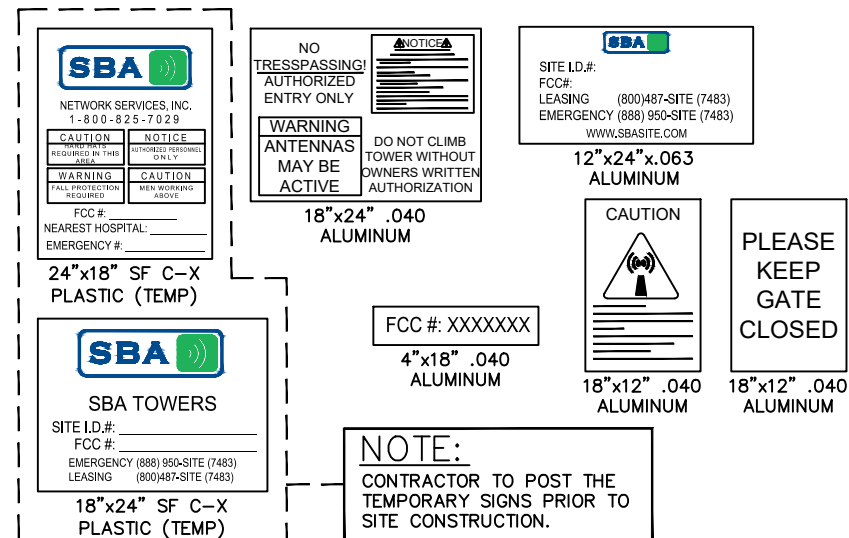 SBA
NETWORK SERVICES, INC.
1-800-825-7029
CAUTION
HARD HATS
REQUIRED IN THIS
AREA
NOTICE
AUTHORIZED PERSONNEL
ONLY
WARNING
FALL PROTECTION
REQUIRED
CAUTION
MEN WORKING
ABOVE
FCC #:
NEAREST HOSPITAL:
EMERGENCY #:
24"x18" SF C-X
PLASTIC (TEMP)
SBA
SBA TOWERS
SITE I.D.#:
FCC #:
EMERGENCY (888) 950-SITE (7483)
LEASING (800)487-SITE (7483)
18"x24" SF C-X
PLASTIC (TEMP)
NO
TRESSPASSING!
AUTHORIZED
ENTRY ONLY
NOTICE
WARNING
ANTENNAS
MAY BE
ACTIVE
DO NOT CLIMB
TOWER WITHOUT
OWNERS WRITTEN
AUTHORIZATION
18"x24" .040
ALUMINUM
SBA
SITE I.D.#:
FCC#:
LEASING (800)487-SITE (7483)
EMERGENCY (888) 950-SITE (7483)
WWW.SBASITE.COM
12"x24"x.063
ALUMINUM
FCC #: XXXXXXX
4"x18" .040
ALUMINUM
CAUTION
18"x12" .040
ALUMINUM
PLEASE
KEEP
GATE
CLOSED
18"x12" .040
ALUMINUM
NOTE:
CONTRACTOR TO POST THE
TEMPORARY SIGNS PRIOR TO
SITE CONSTRUCTION.